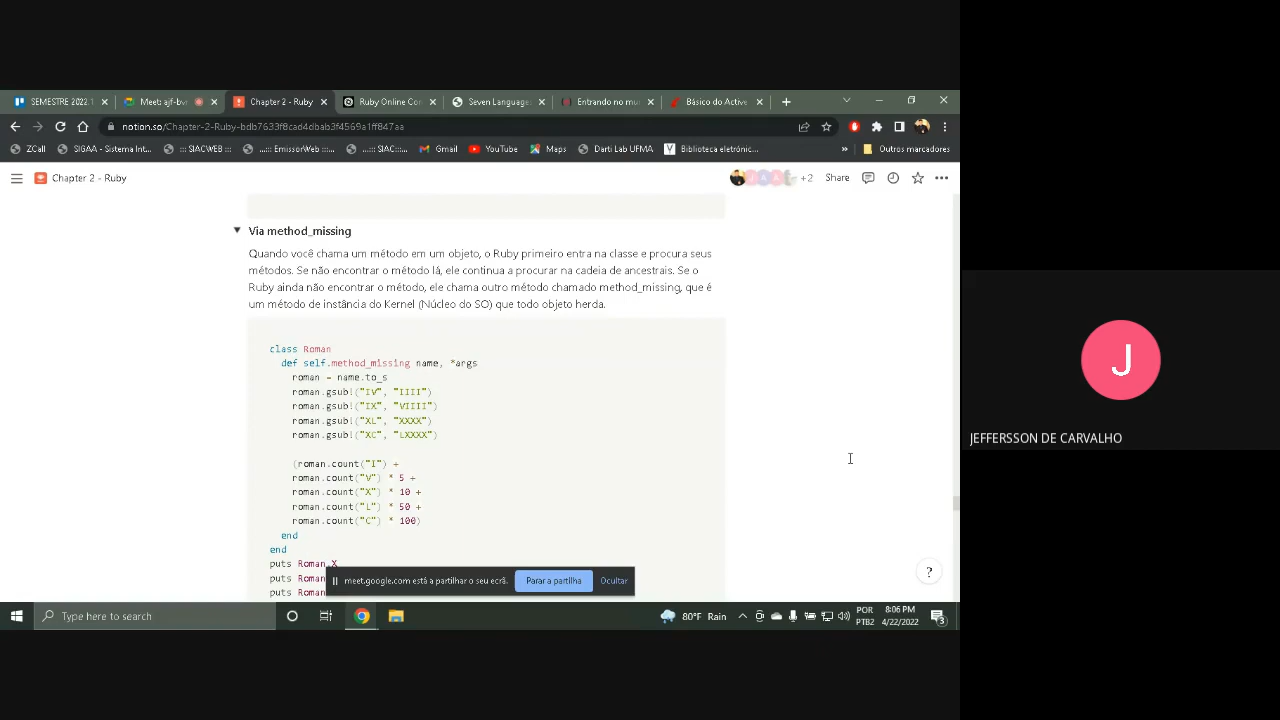 SEMESTRE 2022.1
Meet: ajf-bvr
Chapter 2 - Ruby
Ruby Online Co
Seven Language
Entrando no mu
Básico do Active
notion.so/Chapter-2-Ruby-bdb7633f8cad4dbab3f4569a1ff847aa
ZCall
SIGAA - Sistema Int...
::: SIACWEB :::
...:::: EmissorWeb ::...
...:::: SIAC:::...
Gmail
YouTube
Maps
Darti Lab UFMA
Biblioteca eletrónic...
»
Outros marcadores
Chapter 2 - Ruby
+2
Share
Via method_missing
Quando você chama um método em um objeto, o Ruby primeiro entra na classe e procura seus
métodos. Se não encontrar o método lá, ele continua a procurar na cadeia de ancestrais. Se o
Ruby ainda não encontrar o método, ele chama outro método chamado method_missing, que é
um método de instância do Kernel (Núcleo do SO) que todo objeto herda.
class Roman
def self.method_missing name, *args
roman = name.to_s
roman.gsub!("IV", "IIII")
roman.gsub!("IX", "VIIII")
roman.gsub!("XL", "XXXX")
roman.gsub!("XC", "LXXXX")
(roman.count("I") +
roman.count("V") * 5 +
roman.count("X") * 10 +
roman.count("L") * 50 +
roman.count("C") * 100)
end
end
puts Roman.X
puts Roman
puts Roman
meet.google.com está a partilhar o seu ecrã.
Parar a partilha
Ocultar
?
J
JEFFERSSON DE CARVALHO
Type here to search
80°F Rain
POR
PTB2
8:06 PM
4/22/2022
3